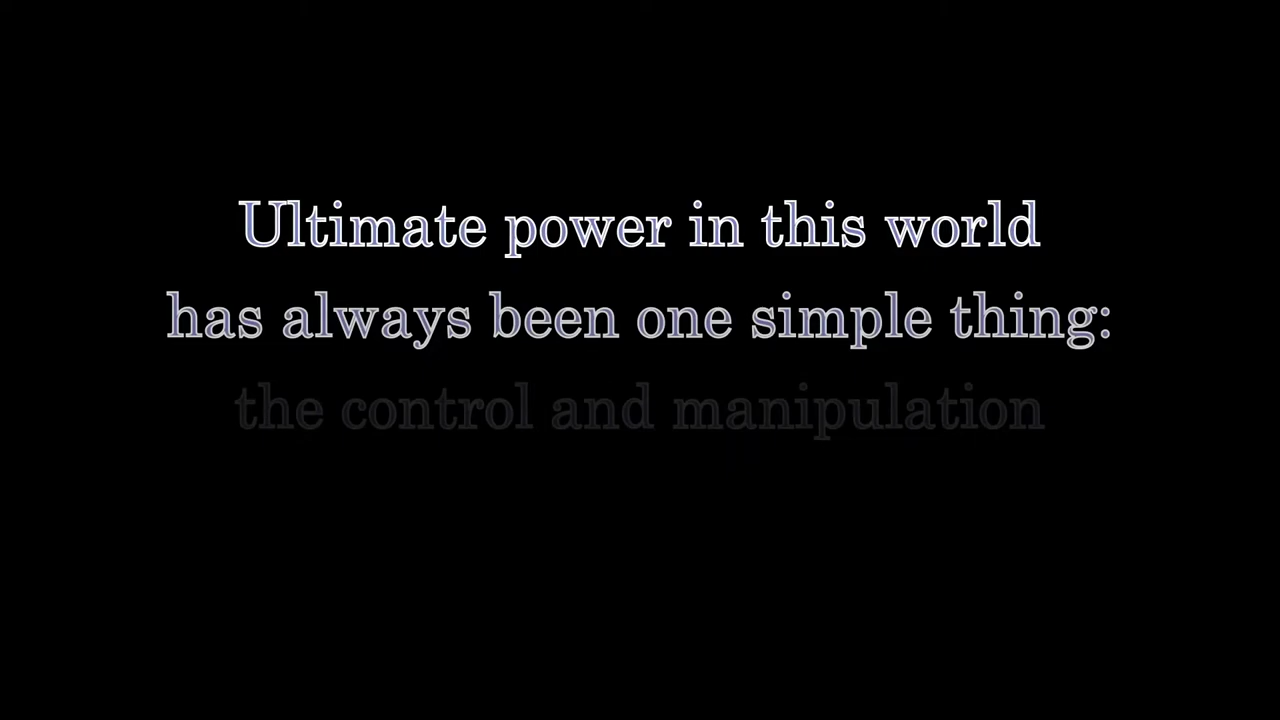 Ultimate power in this world
has always been one simple thing:
the control and manipulation